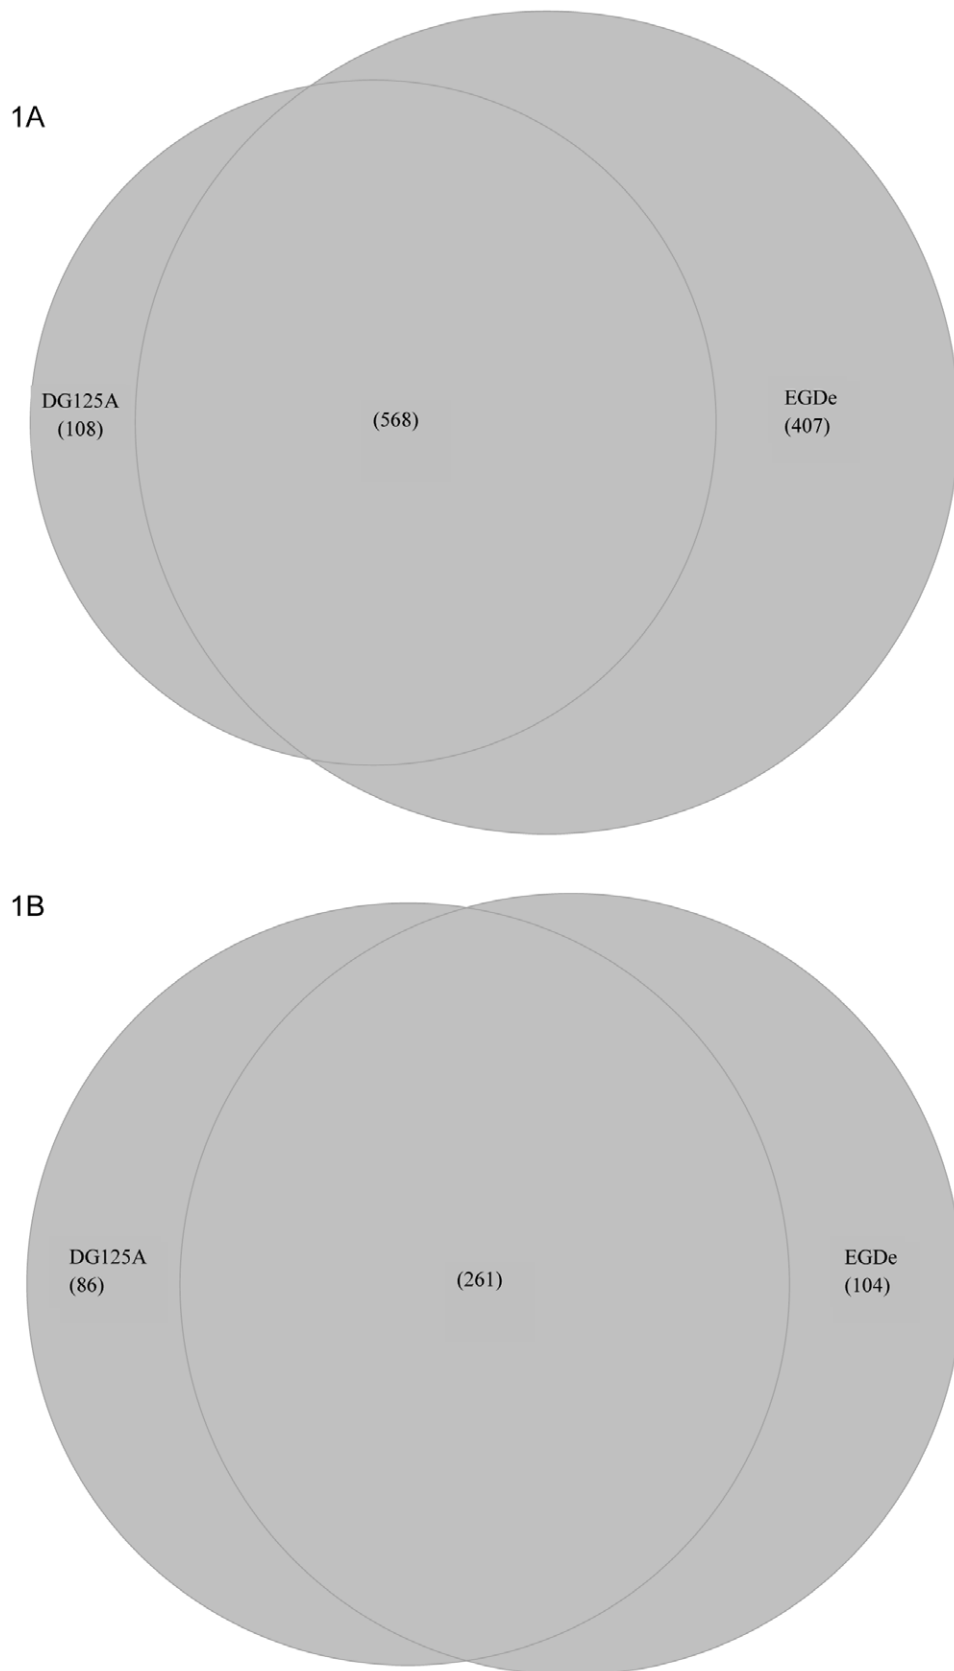 1A
DG125A
(108)
(568)
EGDe
(407)
1B
DG125A
(86)
(261)
EGDe
(104)